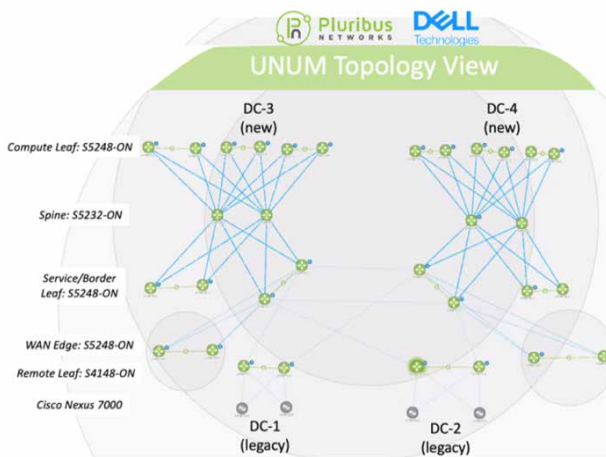 Pluribus
NETWORKS
DELL
Technologies
UNUM Topology View
DC-3
(new)
DC-4
(new)
Compute Leaf: S5248-ON
Spine: S5232-ON
Service/Border
Leaf: S5248-ON
WAN Edge: S5248-ON
Remote Leaf: S4148-ON
Cisco Nexus 7000
DC-1
(legacy)
DC-2
(legacy)